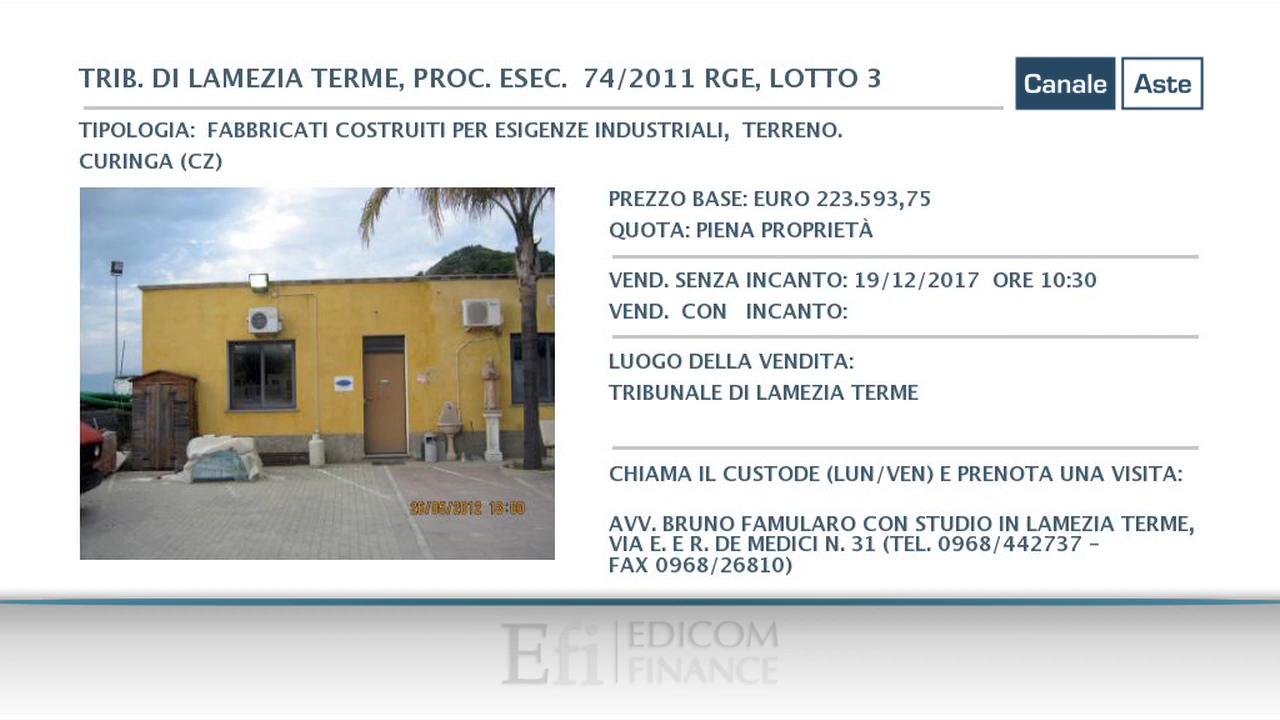 TRIB. DI LAMEZIA TERME, PROC. ESEC. 74/2011 RGE, LOTTO 3
Canale Aste
TIPOLOGIA: FABBRICATI COSTRUITI PER ESIGENZE INDUSTRIALI, TERRENO.
CURINGA (CZ)
PREZZO BASE: EURO 223.593,75
QUOTA: PIENA PROPRIETÀ
VEND. SENZA INCANTO: 19/12/2017 ORE 10:30
VEND. CON INCANTO:
LUOGO DELLA VENDITA:
TRIBUNALE DI LAMEZIA TERME
CHIAMA IL CUSTODE (LUN/VEN) E PRENOTA UNA VISITA:
AVV. BRUNO FAMULARO CON STUDIO IN LAMEZIA TERME,
VIA E. E R. DE MEDICI N. 31 (TEL. 0968/442737 –
FAX 0968/26810)
26/05/2012 18:00
Efi EDICOM
FINANCE